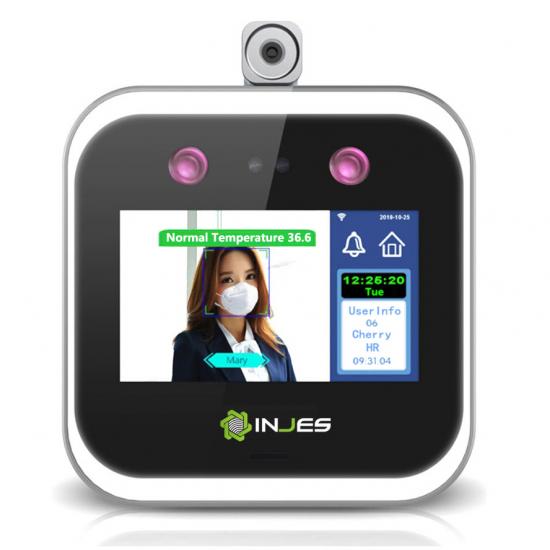 Normal Temperature 36.6
Mary
2018-10-25
12:25:20
Tue
UserInfo
06
Cherry
HR
09.31.04
INJES